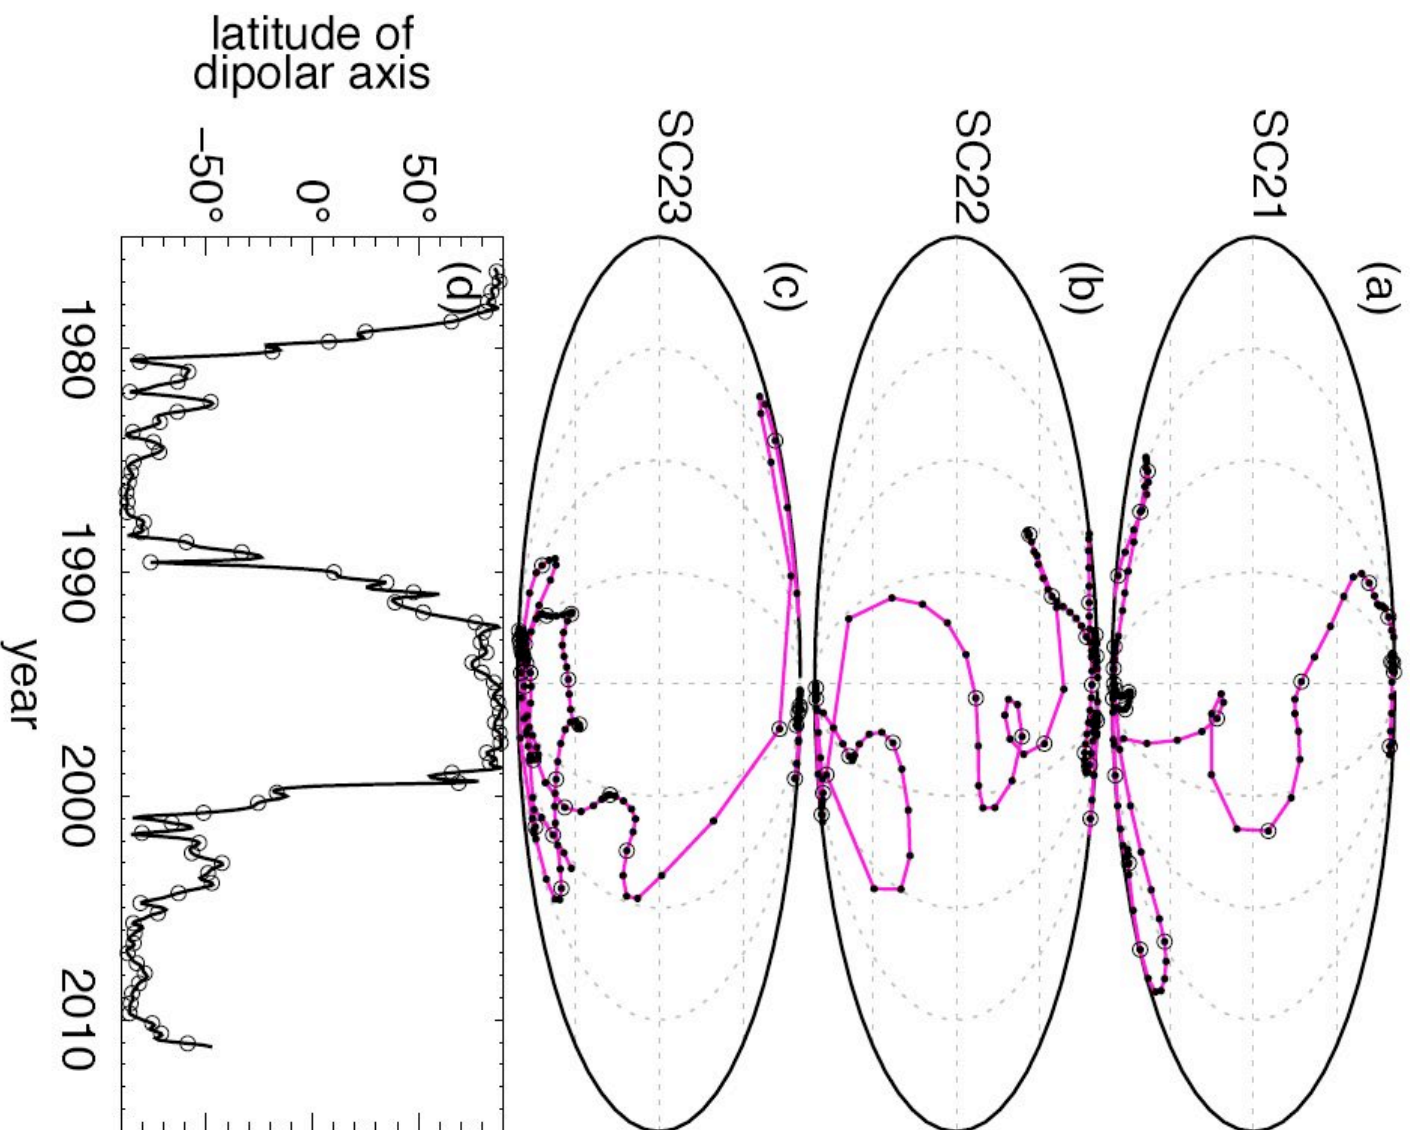 SC21
(a)
SC22
(b)
SC23
(c)
latitude of
dipolar axis
50°
0°
−50°
(d)
1980
1990
2000
2010
year